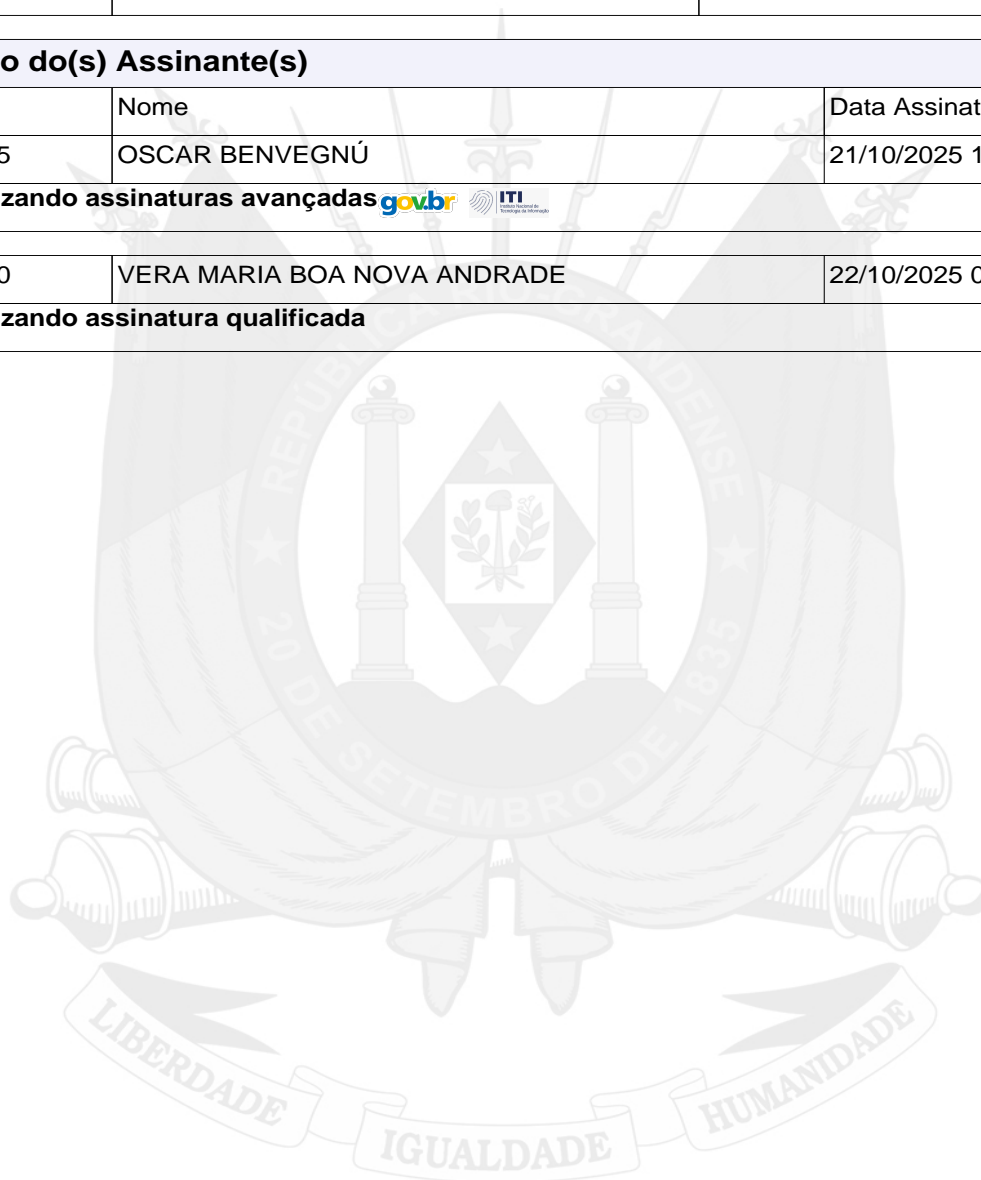 o do(s) Assinante(s)
Nome Data Assinat
5 OSCAR BENVEGNÚ 21/10/2025 1
zando assinaturas avançadas gov.br ITI
0 VERA MARIA BOA NOVA ANDRADE 22/10/2025 0
zando assinatura qualificada
REPÚBLICA RIO-GRANDENSE
20 DE SETEMBRO DE 1835
LIBERDADE IGUALDADE HUMANIDADE